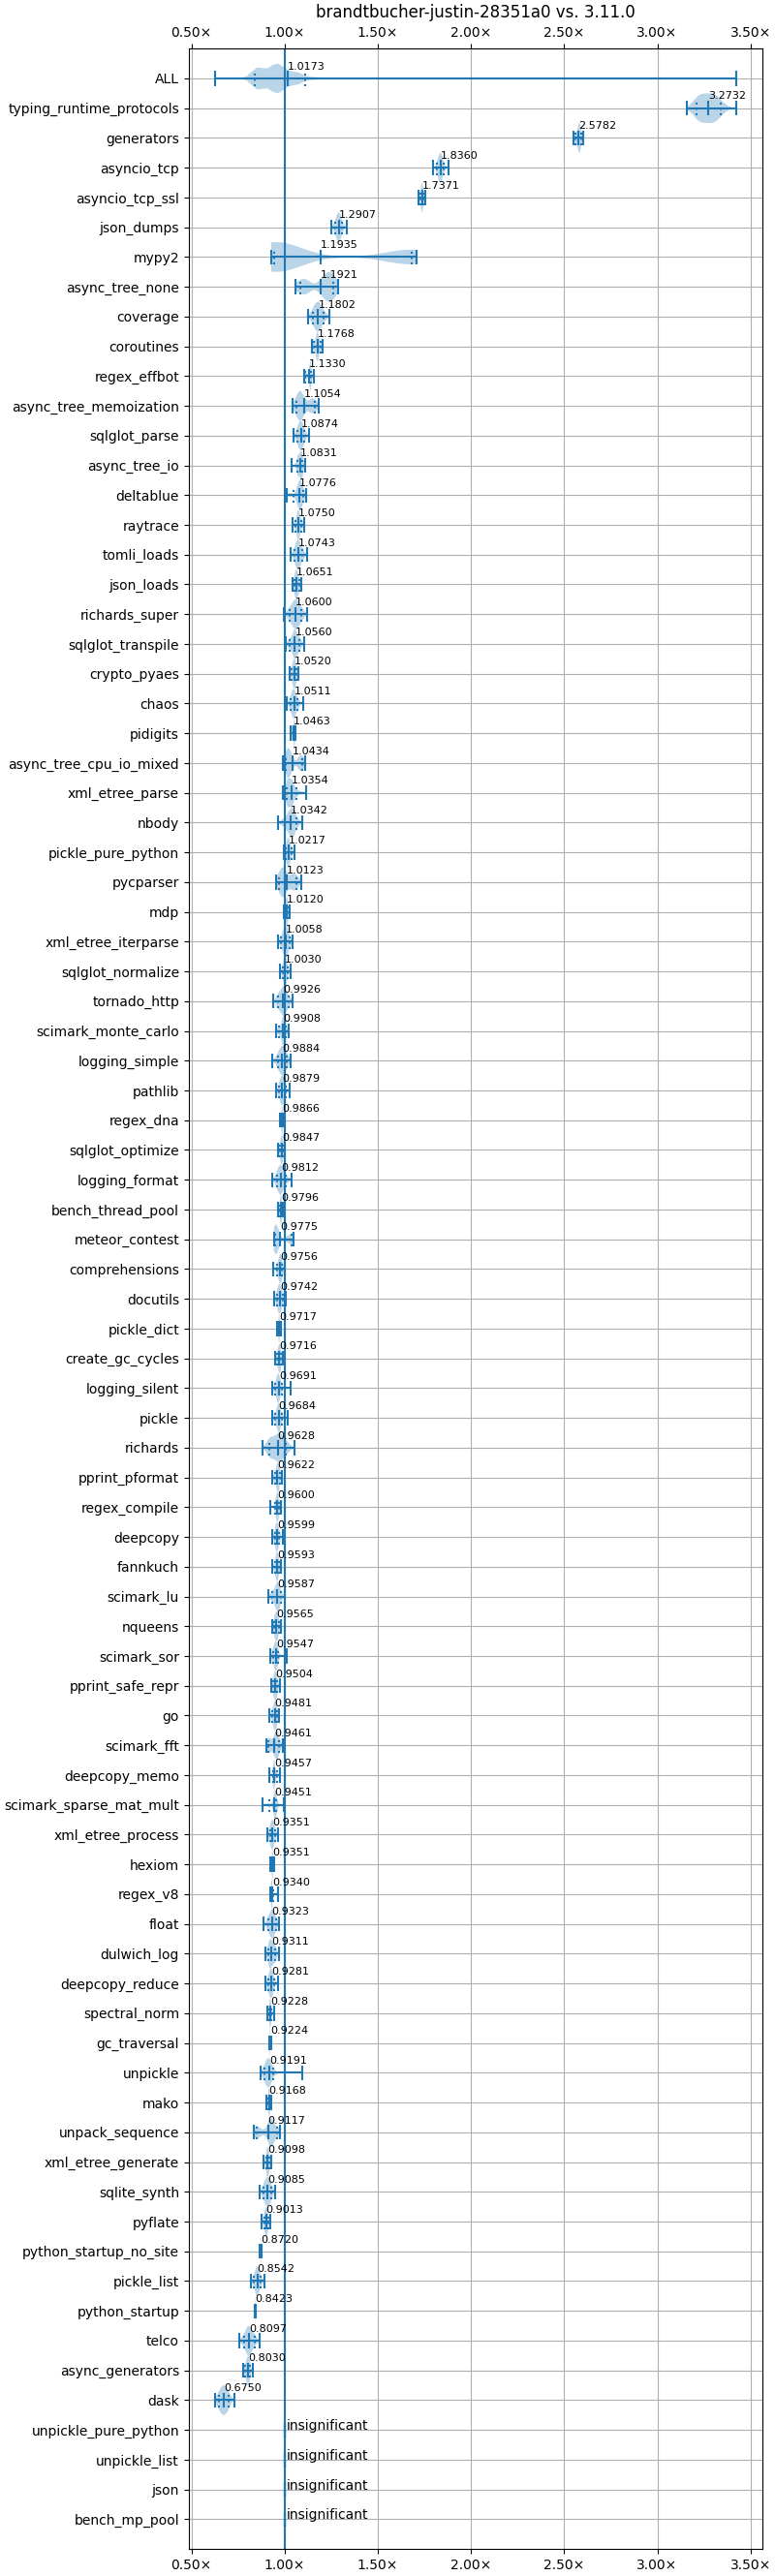 brandtbucher-justin-28351a0 vs. 3.11.0
0.50× 1.00× 1.50× 2.00× 2.50× 3.00× 3.50×
ALL 1.0173
typing_runtime_protocols 3.2732
generators 2.5782
asyncio_tcp 1.8360
asyncio_tcp_ssl 1.7371
json_dumps 1.2907
mypy2 1.1935
async_tree_none 1.1921
coverage 1.1802
coroutines 1.1768
regex_effbot 1.1330
async_tree_memoization 1.1054
sqlglot_parse 1.0874
async_tree_io 1.0831
deltablue 1.0776
raytrace 1.0750
tomli_loads 1.0743
json_loads 1.0651
richards_super 1.0600
sqlglot_transpile 1.0560
crypto_pyaes 1.0520
chaos 1.0511
pidigits 1.0463
async_tree_cpu_io_mixed 1.0434
xml_etree_parse 1.0354
nbody 1.0342
pickle_pure_python 1.0217
pycparser 1.0123
mdp 1.0120
xml_etree_iterparse 1.0058
sqlglot_normalize 1.0030
tornado_http 0.9926
scimark_monte_carlo 0.9908
logging_simple 0.9884
pathlib 0.9879
regex_dna 0.9866
sqlglot_optimize 0.9847
logging_format 0.9812
bench_thread_pool 0.9796
meteor_contest 0.9775
comprehensions 0.9756
docutils 0.9742
pickle_dict 0.9717
create_gc_cycles 0.9716
logging_silent 0.9691
pickle 0.9684
richards 0.9628
pprint_pformat 0.9622
regex_compile 0.9600
deepcopy 0.9599
fannkuch 0.9593
scimark_lu 0.9587
nqueens 0.9565
scimark_sor 0.9547
pprint_safe_repr 0.9504
go 0.9481
scimark_fft 0.9461
deepcopy_memo 0.9457
scimark_sparse_mat_mult 0.9451
xml_etree_process 0.9351
hexiom 0.9351
regex_v8 0.9340
float 0.9323
dulwich_log 0.9311
deepcopy_reduce 0.9281
spectral_norm 0.9228
gc_traversal 0.9224
unpickle 0.9191
mako 0.9168
unpack_sequence 0.9117
xml_etree_generate 0.9098
sqlite_synth 0.9085
pyflate 0.9013
python_startup_no_site 0.8720
pickle_list 0.8542
python_startup 0.8423
telco 0.8097
async_generators 0.8030
dask 0.6750
unpickle_pure_python insignificant
unpickle_list insignificant
json insignificant
bench_mp_pool insignificant
0.50× 1.00× 1.50× 2.00× 2.50× 3.00× 3.50×